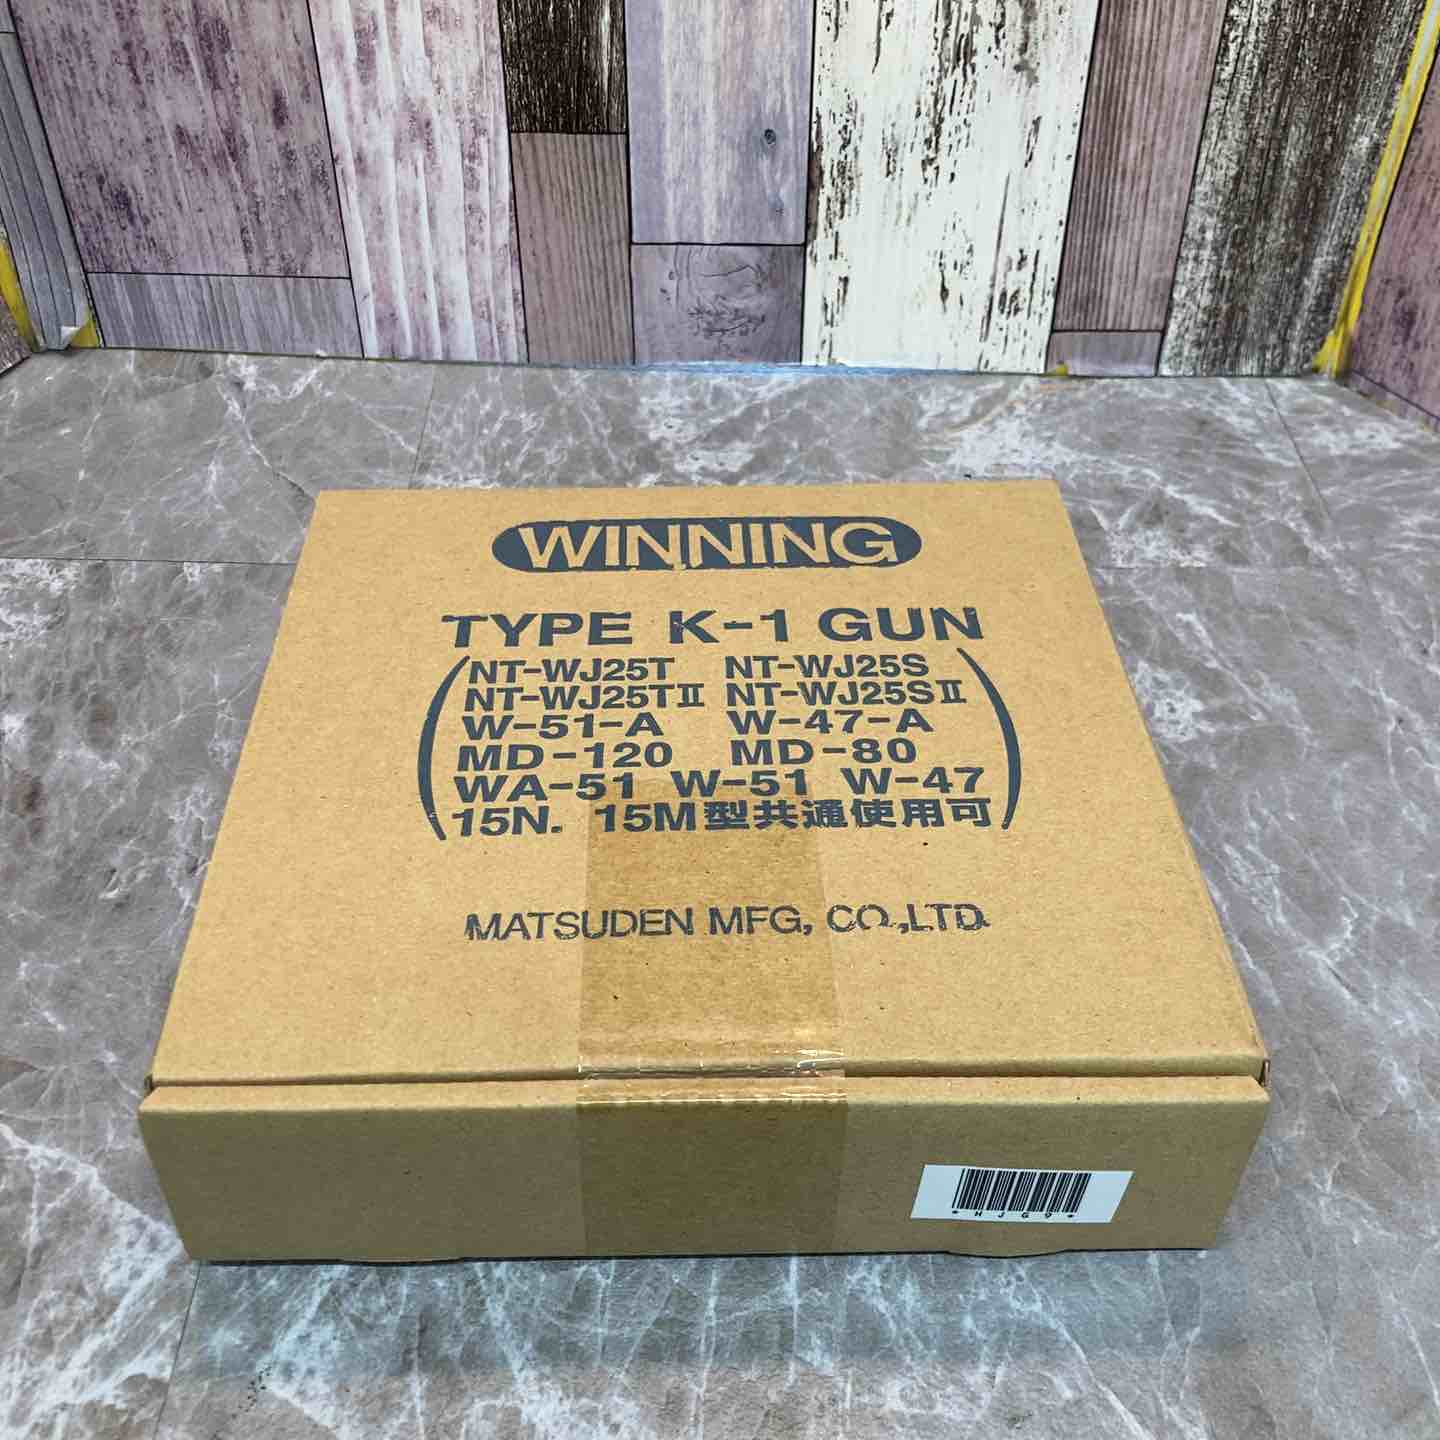 WINNING
TYPE K-1 GUN
NT-WJ25T NT-WJ25S
NT-WJ25TⅡ NT-WJ25SⅡ
W-51-A W-47-A
MD-120 MD-80
WA-51 W-51 W-47
15N. 15M型共通使用可
MATSUDEN MFG, CO.,LTD.
*HJG9*